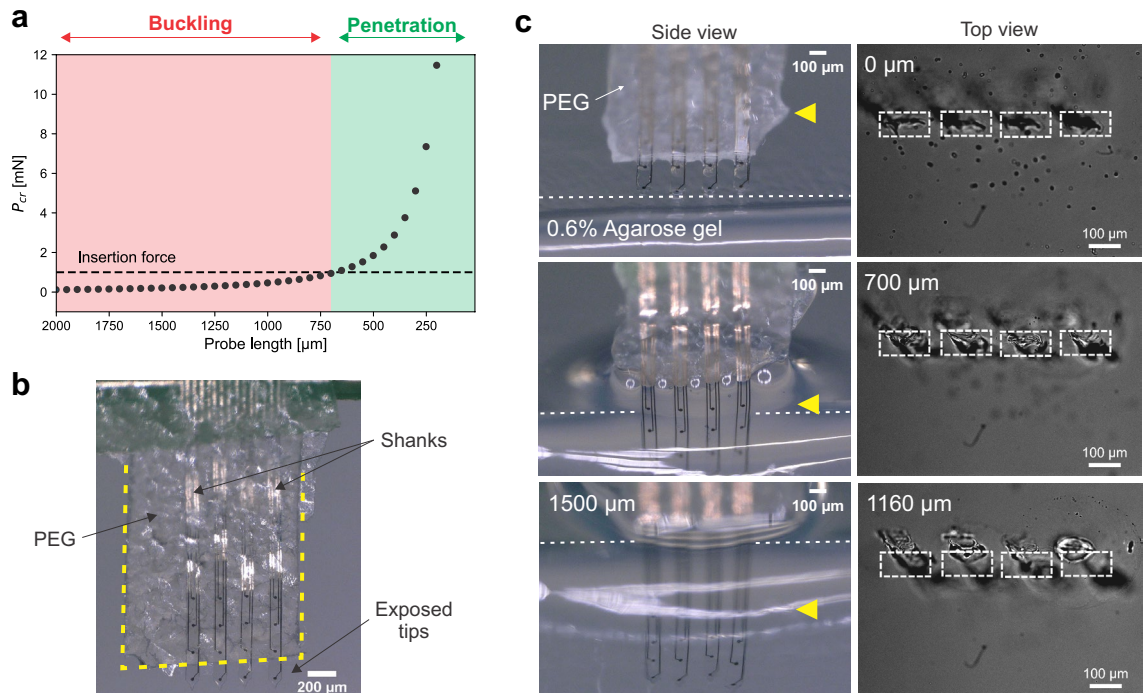 a
Buckling
Penetration
12
10
8
6
4
2
0
P_cr [mN]
Insertion force
2000 1750 1500 1250 1000 750 500 250
Probe length [μm]
b
Shanks
PEG
Exposed
tips
200 μm
c
Side view
Top view
PEG
100 μm
0.6% Agarose gel
0 μm
100 μm
100 μm
700 μm
100 μm
1500 μm
100 μm
1160 μm
100 μm